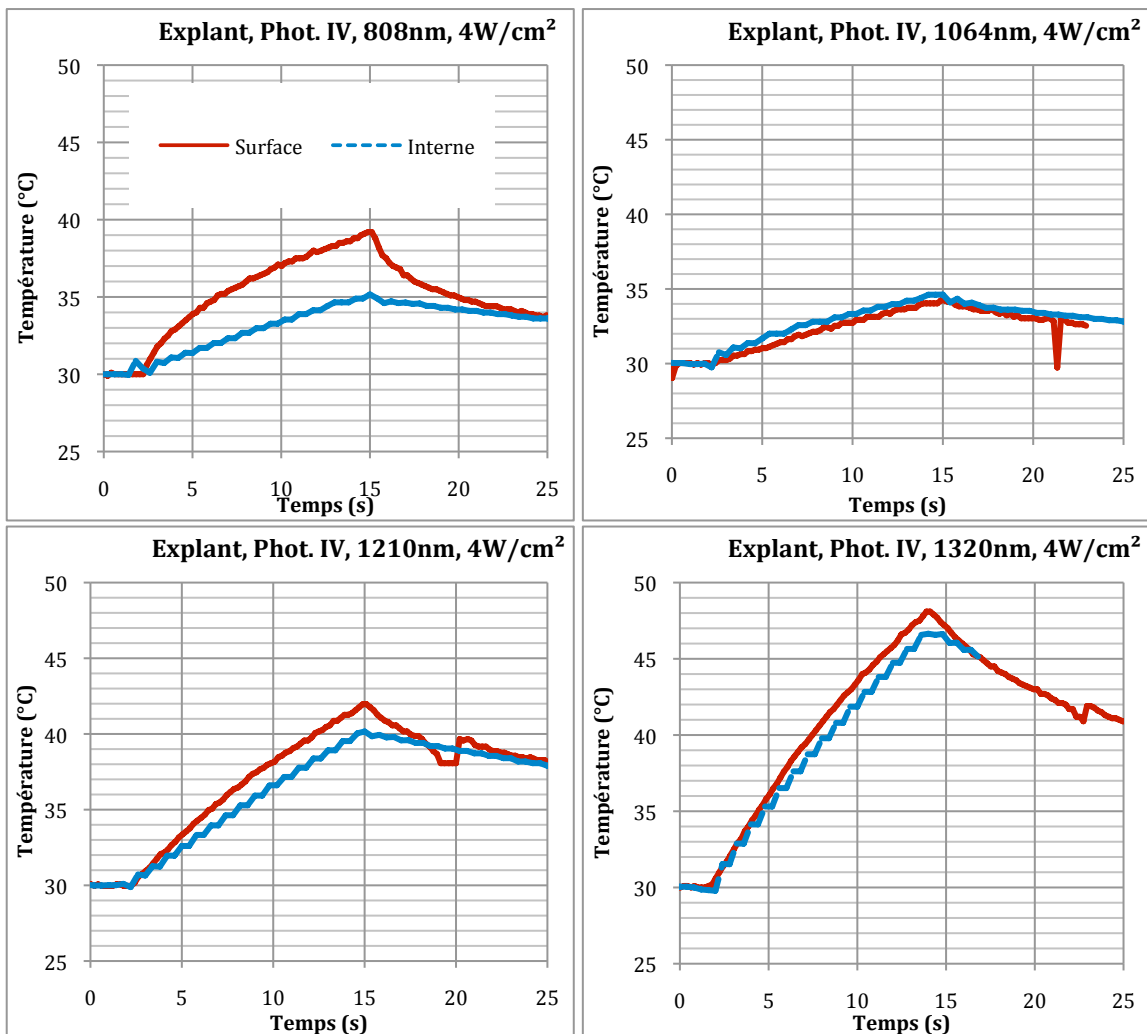 Explant, Phot. IV, 808nm, 4W/cm²
50
45
40
35
30
25
Température (°C)
Surface
Interne
0 5 10 15 20 25
Temps (s)
Explant, Phot. IV, 1064nm, 4W/cm²
50
45
40
35
30
25
Température (°C)
0 5 10 15 20 25
Temps (s)
Explant, Phot. IV, 1210nm, 4W/cm²
50
45
40
35
30
25
Température (°C)
0 5 10 15 20 25
Temps (s)
Explant, Phot. IV, 1320nm, 4W/cm²
50
45
40
35
30
25
Température (°C)
0 5 10 15 20 25
Temps (s)